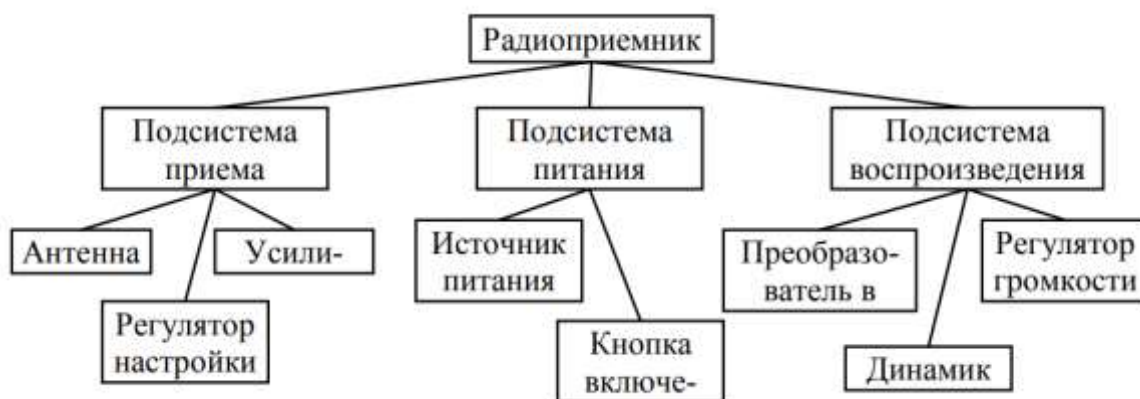 Радиоприемник
Подсистема
приема
Подсистема
питания
Подсистема
воспроизведения
Антенна
Усили-
Регулятор
настройки
Источник
питания
Кнопка
включе-
Преобразо-
ватель в
Динамик
Регулятор
громкости